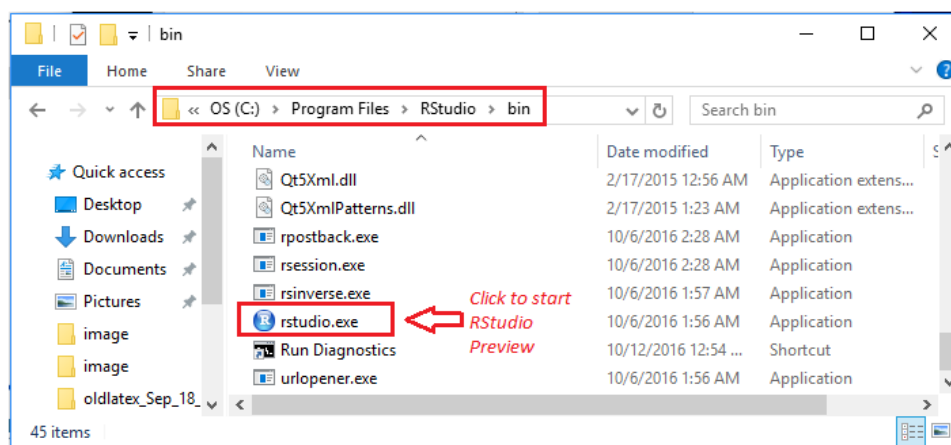 bin
File Home Share View
« OS (C:) > Program Files > RStudio > bin Search bin
Name Date modified Type
Quick access
Qt5Xml.dll 2/17/2015 12:56 AM Application extens...
Desktop Qt5XmlPatterns.dll 2/17/2015 1:23 AM Application extens...
Downloads rpostback.exe 10/6/2016 2:28 AM Application
Documents rsession.exe 10/6/2016 2:28 AM Application
Pictures rsinverse.exe 10/6/2016 1:57 AM Application
Click to start
image rstudio.exe RStudio 10/6/2016 1:56 AM Application
Preview
image Run Diagnostics 10/12/2016 12:54 ... Shortcut
oldlatex_Sep_18_ urlopener.exe 10/6/2016 1:56 AM Application
45 items